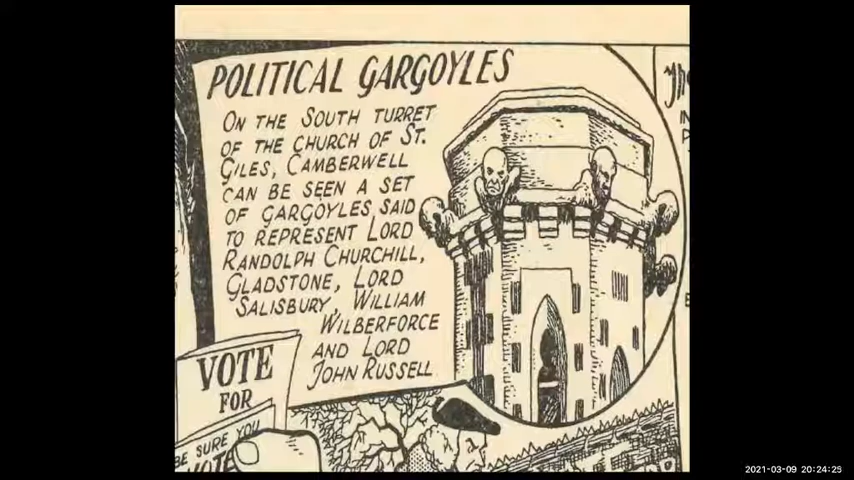 POLITICAL GARGOYLES
ON THE SOUTH TURRET
OF THE CHURCH OF ST.
GILES, CAMBERWELL
CAN BE SEEN A SET
OF GARGOYLES SAID
TO REPRESENT LORD
RANDOLPH CHURCHILL,
GLADSTONE, LORD
SALISBURY, WILLIAM
WILBERFORCE
AND LORD
JOHN RUSSELL
VOTE
FOR
BE SURE YOU
VOTE
2021-03-09 20:24:25